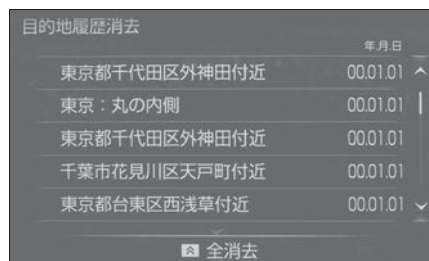 目的地履歴消去
年.月.日
東京都千代田区外神田付近 00.01.01
東京：丸の内側 00.01.01
東京都千代田区外神田付近 00.01.01
千葉市花見川区天戸町付近 00.01.01
東京都台東区西浅草付近 00.01.01
全消去